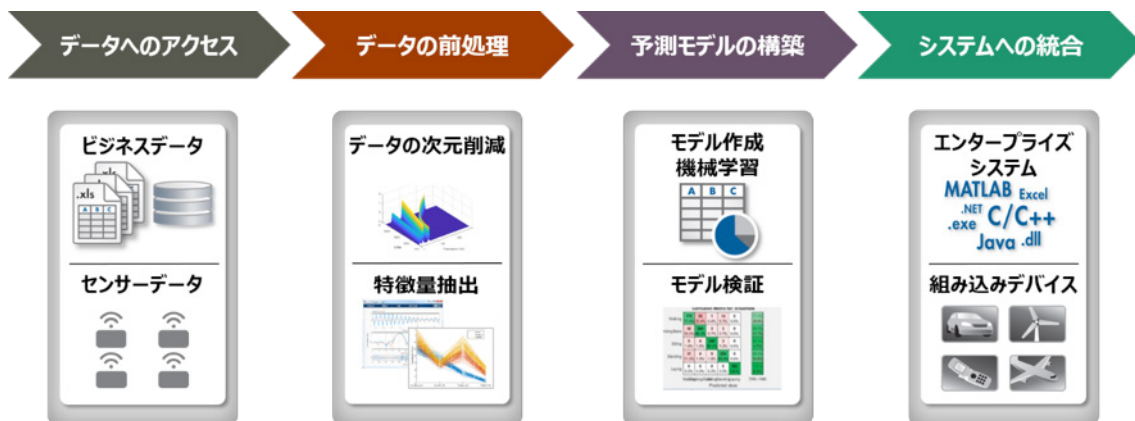 データへのアクセス
データの前処理
予測モデルの構築
システムへの統合
ビジネスデータ
.xls
A B C
センサーデータ
データの次元削減
特徴量抽出
モデル作成
機械学習
A B C
モデル検証
エンタープライズ
システム
MATLAB Excel
.NET C/C++
.exe
Java .dll
組み込みデバイス